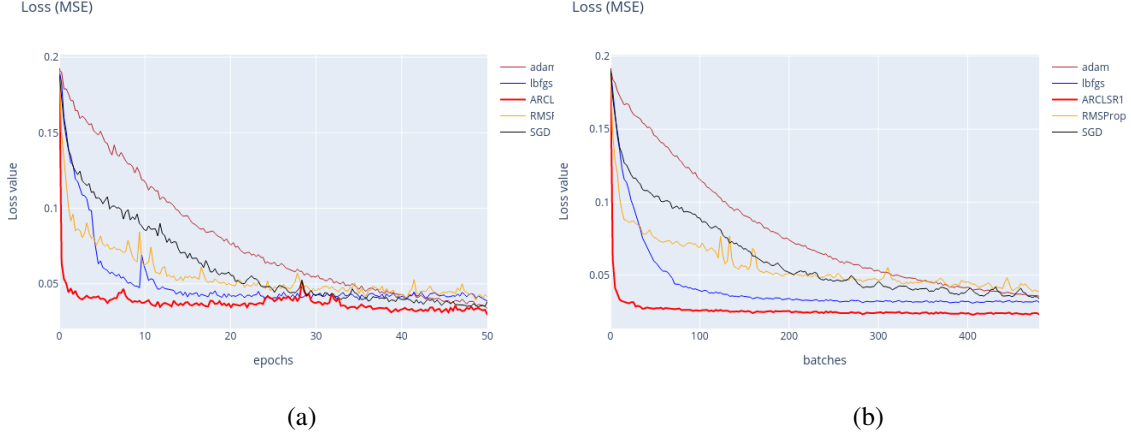 Loss (MSE)
0.2
0.15
0.1
0.05
Loss value
0
10
20
30
40
50
epochs
adam
lbfgs
ARCL
RMSF
SGD
(a)
Loss (MSE)
0.2
0.15
0.1
0.05
Loss value
0
100
200
300
400
batches
adam
lbfgs
ARCLSR1
RMSProp
SGD
(b)